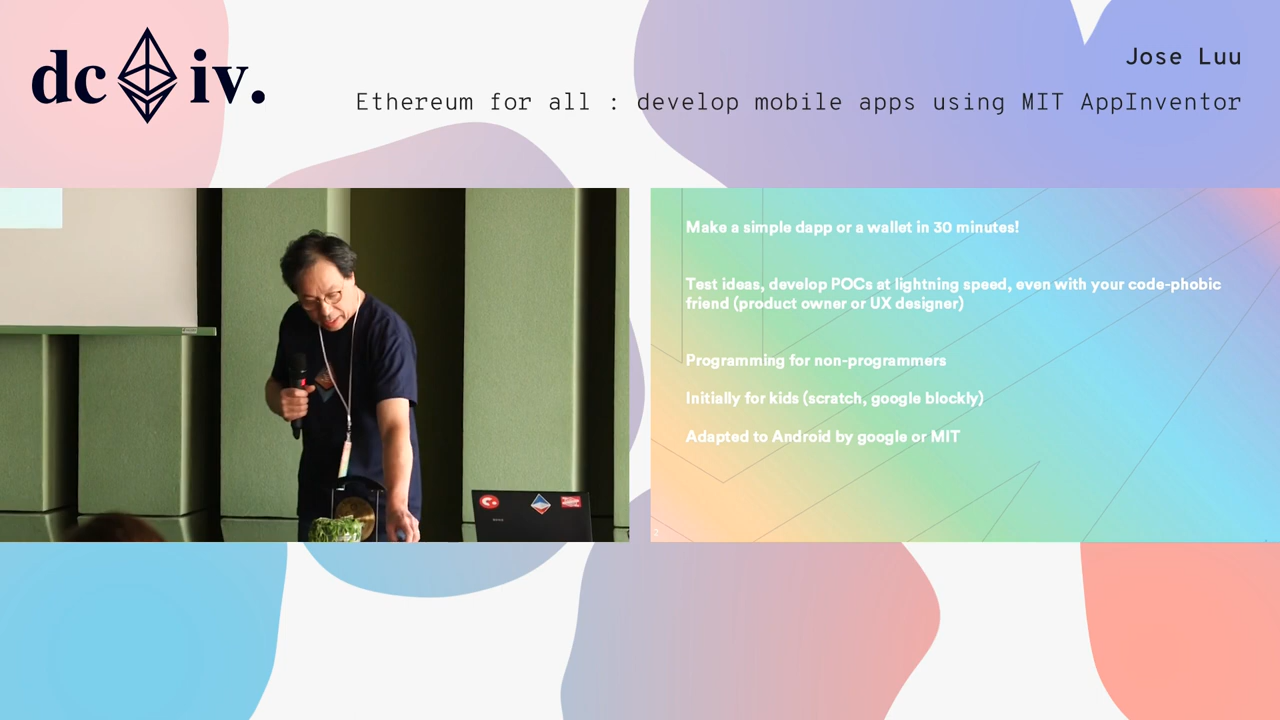 dc iv.
Jose Luu
Ethereum for all : develop mobile apps using MIT AppInventor
Make a simple dapp or a wallet in 30 minutes!
Test ideas, develop POCs at lightning speed, even with your code-phobic
friend (product owner or UX designer)
Programming for non-programmers
Initially for kids (scratch, google blockly)
Adapted to Android by google or MIT